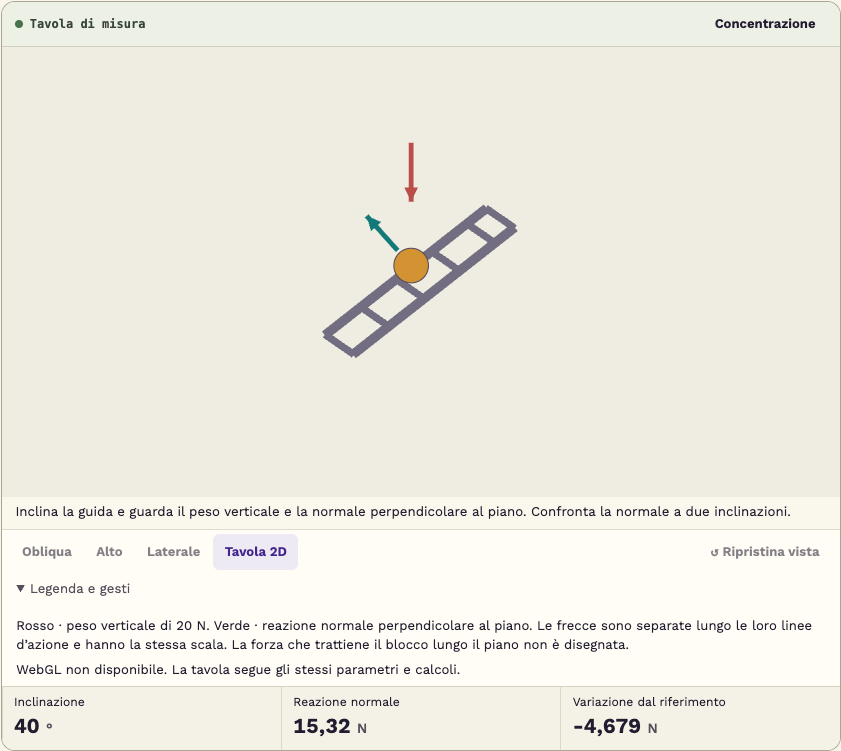 Tavola di misura
Concentrazione
Inclina la guida e guarda il peso verticale e la normale perpendicolare al piano. Confronta la normale a due inclinazioni.
Obliqua
Alto
Laterale
Tavola 2D
↺ Ripristina vista
▼ Legenda e gesti
Rosso · peso verticale di 20 N. Verde · reazione normale perpendicolare al piano. Le frecce sono separate lungo le loro linee
d’azione e hanno la stessa scala. La forza che trattiene il blocco lungo il piano non è disegnata.
WebGL non disponibile. La tavola segue gli stessi parametri e calcoli.
Inclinazione
40 °
Reazione normale
15,32 N
Variazione dal riferimento
-4,679 N